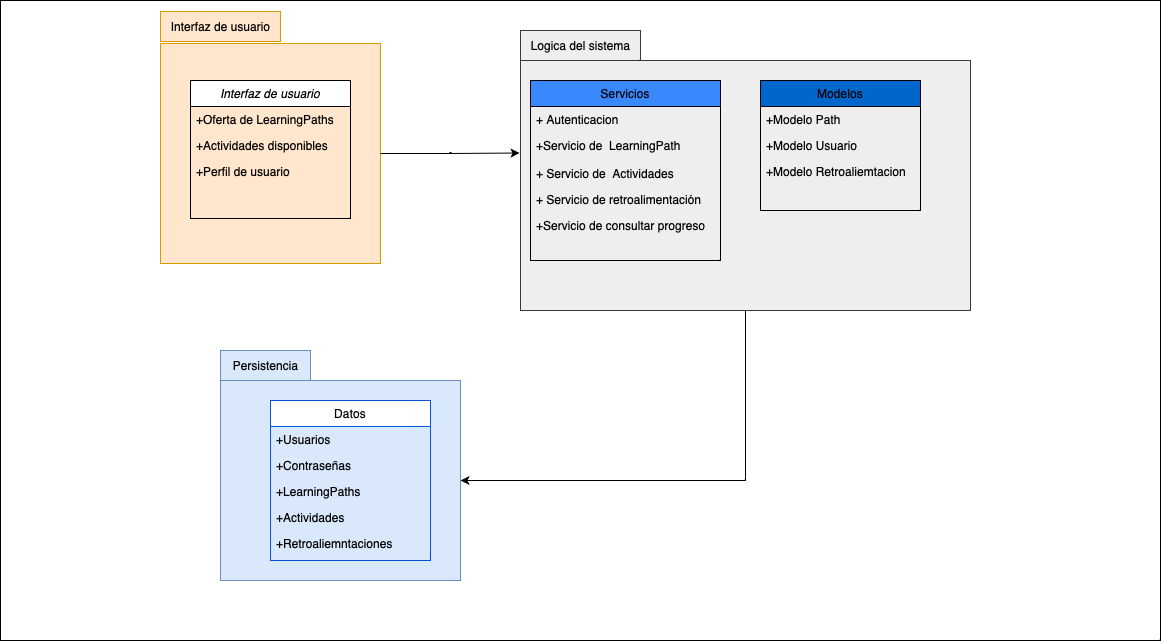 Interfaz de usuario
Interfaz de usuario
+Oferta de LearningPaths
+Actividades disponibles
+Perfil de usuario
Logica del sistema
Servicios
+ Autenticacion
+Servicio de  LearningPath
+ Servicio de  Actividades
+ Servicio de retroalimentación
+Servicio de consultar progreso
Modelos
+Modelo Path
+Modelo Usuario
+Modelo Retroaliemtacion
Persistencia
Datos
+Usuarios
+Contraseñas
+LearningPaths
+Actividades
+Retroaliemntaciones